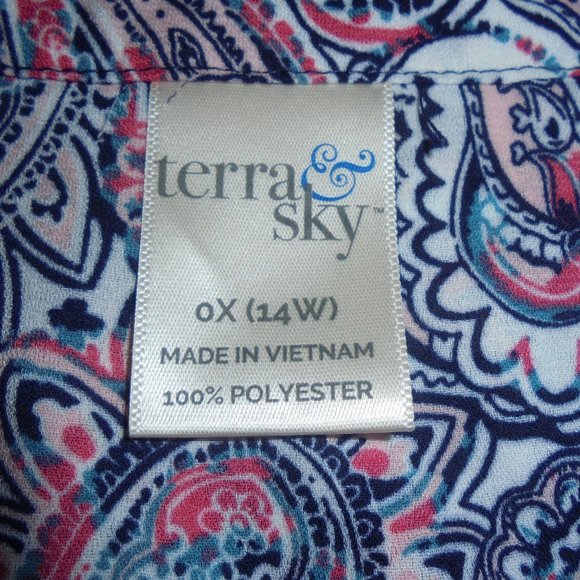 terra &
sky™
0X (14W)
MADE IN VIETNAM
100% POLYESTER